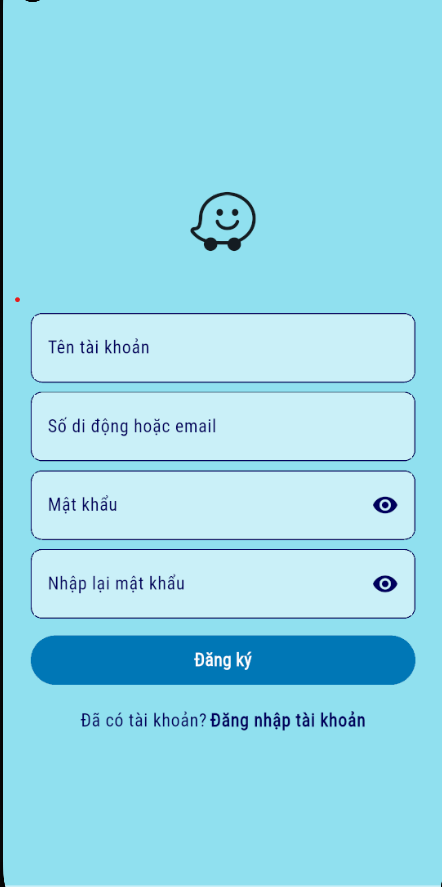 Tên tài khoản
Số di động hoặc email
Mật khẩu
Nhập lại mật khẩu
Đăng ký
Đã có tài khoản? Đăng nhập tài khoản